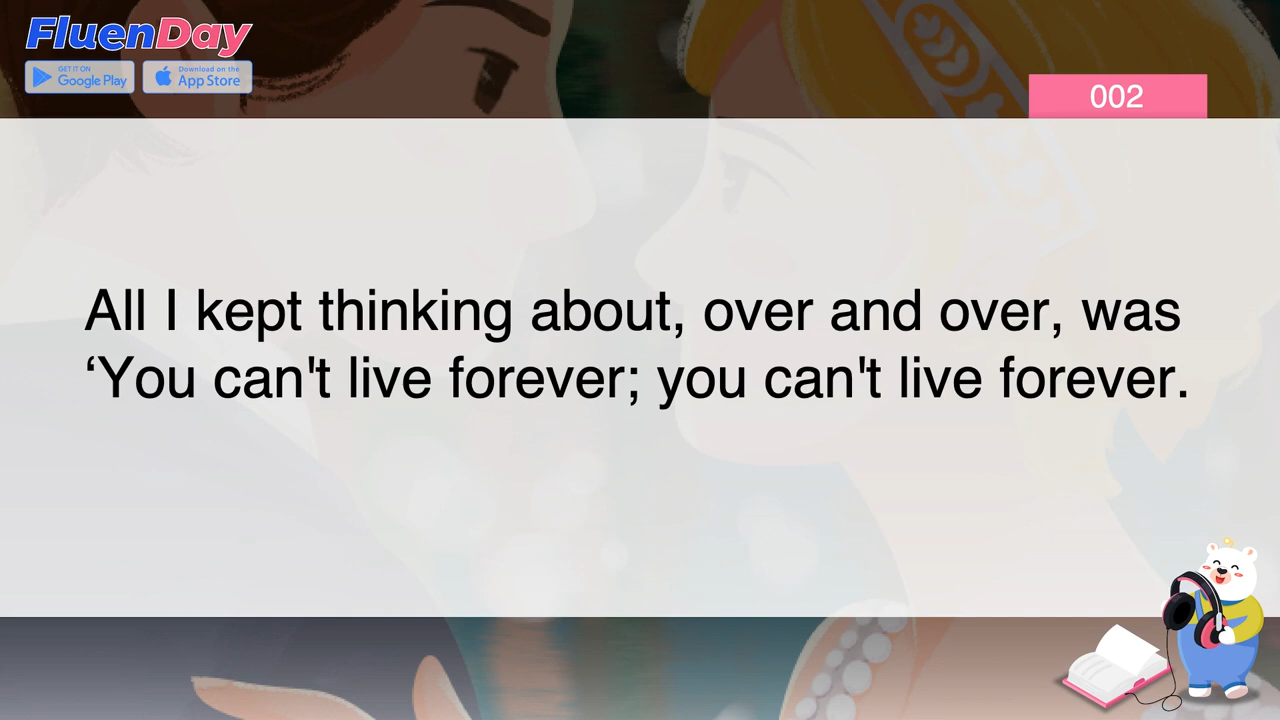 FluenDay
GET IT ON
Google Play
Download on the
App Store
002
All I kept thinking about, over and over, was
‘You can't live forever; you can't live forever.